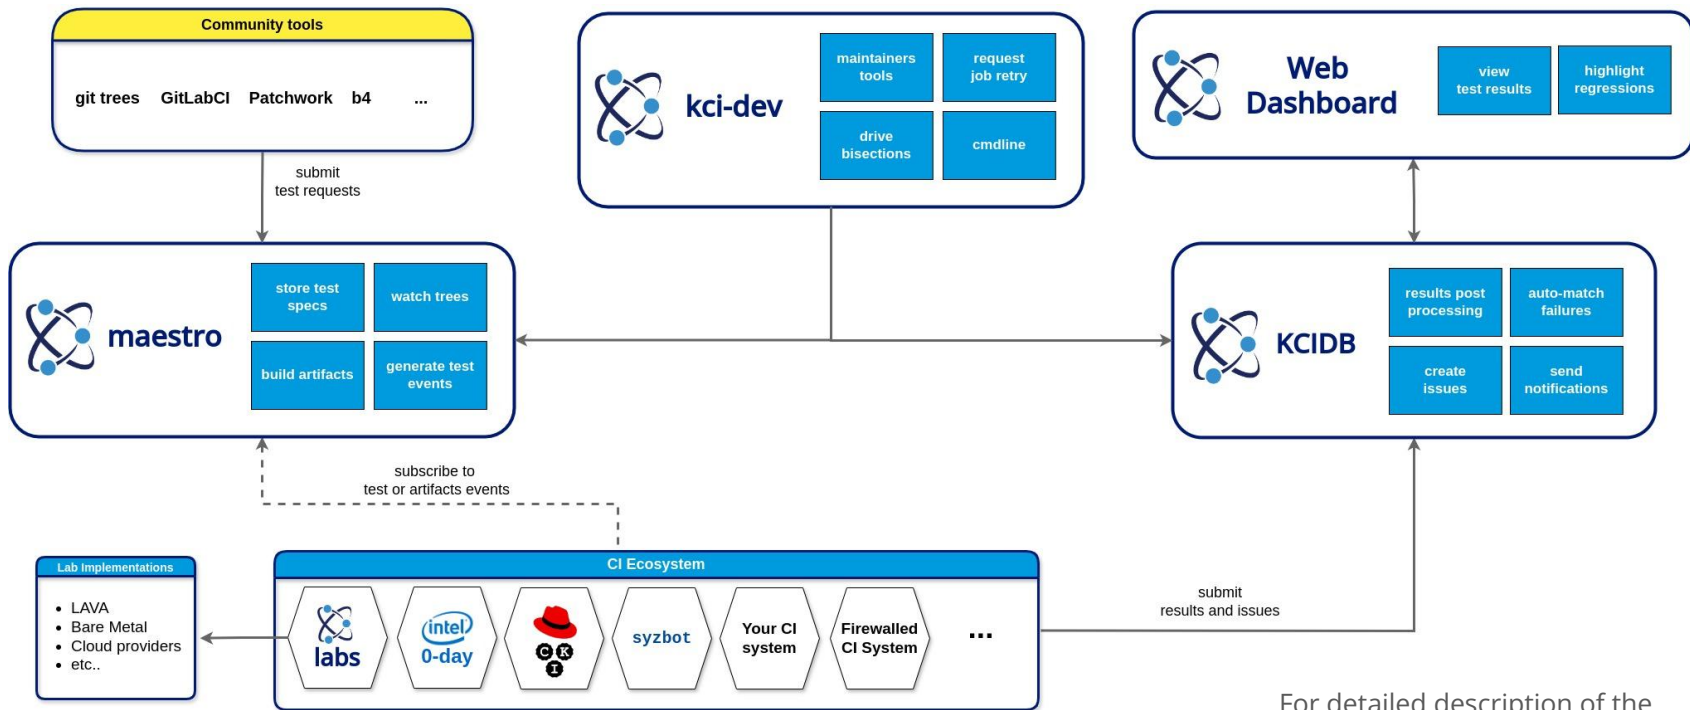 Community tools
git trees GitLabCI Patchwork b4 ...
submit
test requests
kci-dev
maintainers
tools
request
job retry
drive
bisections
cmdline
Web
Dashboard
view
test results
highlight
regressions
maestro
store test
specs
watch trees
build artifacts
generate test
events
KCIDB
results post
processing
auto-match
failures
create
issues
send
notifications
subscribe to
test or artifacts events
Lab Implementations
• LAVA
• Bare Metal
• Cloud providers
• etc..
CI Ecosystem
labs
intel
0-day
C K
I
syzbot
Your CI
system
Firewalled
CI System
...
submit
results and issues
For detailed description of the